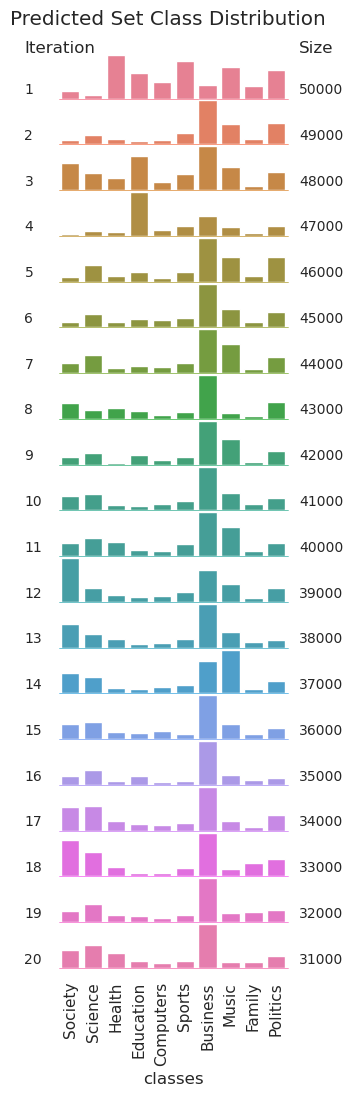 Predicted Set Class Distribution
Iteration Size
1 50000
2 49000
3 48000
4 47000
5 46000
6 45000
7 44000
8 43000
9 42000
10 41000
11 40000
12 39000
13 38000
14 37000
15 36000
16 35000
17 34000
18 33000
19 32000
20 31000
Society
Science
Health
Education
Computers
Sports
Business
Music
Family
Politics
classes